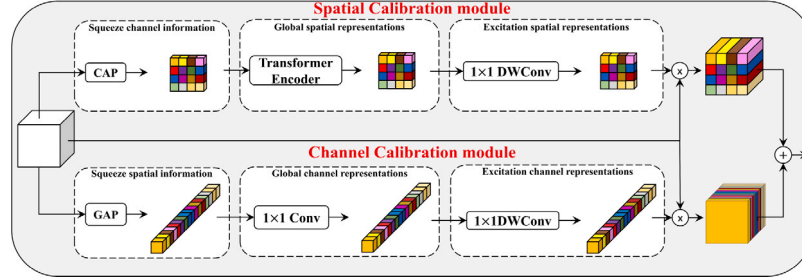 Spatial Calibration module
Squeeze channel information
Global spatial representations
Excitation spatial representations
CAP
Transformer
Encoder
1×1 DWConv
×
Channel Calibration module
+
Squeeze spatial information
Global channel representations
Excitation channel representations
GAP
1×1 Conv
1×1DWConv
×